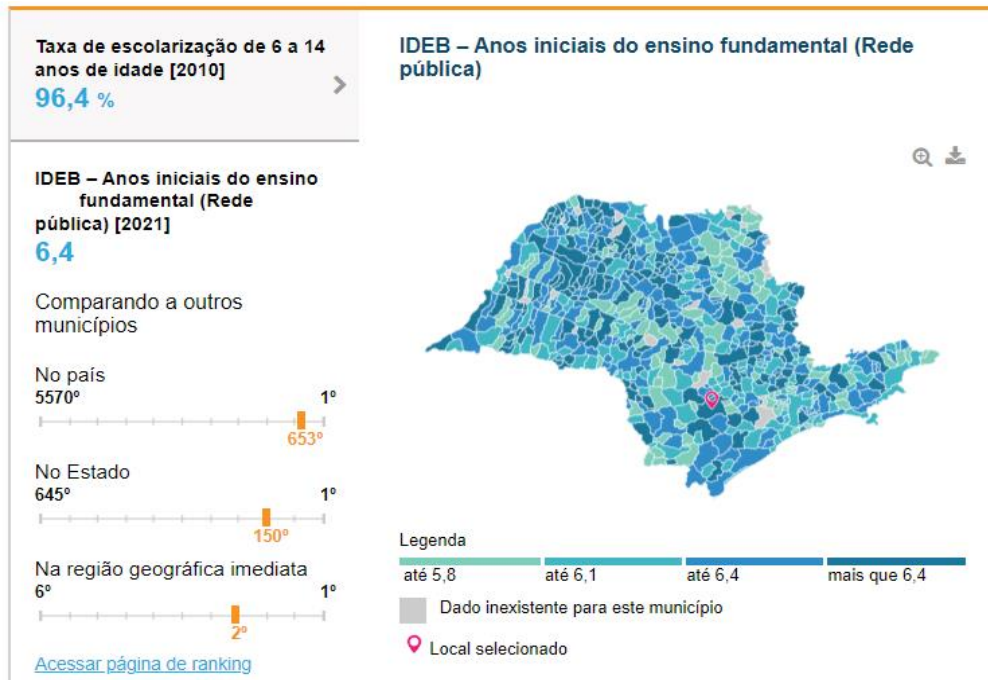 Taxa de escolarização de 6 a 14
anos de idade [2010]
96,4 %
IDEB – Anos iniciais do ensino
fundamental (Rede
pública) [2021]
6,4
Comparando a outros
municípios
No país
5570º 1º
653º
No Estado
645º 1º
150º
Na região geográfica imediata
6º 1º
2º
Acessar página de ranking
IDEB – Anos iniciais do ensino fundamental (Rede
pública)
Legenda
até 5,8 até 6,1 até 6,4 mais que 6,4
Dado inexistente para este município
Local selecionado